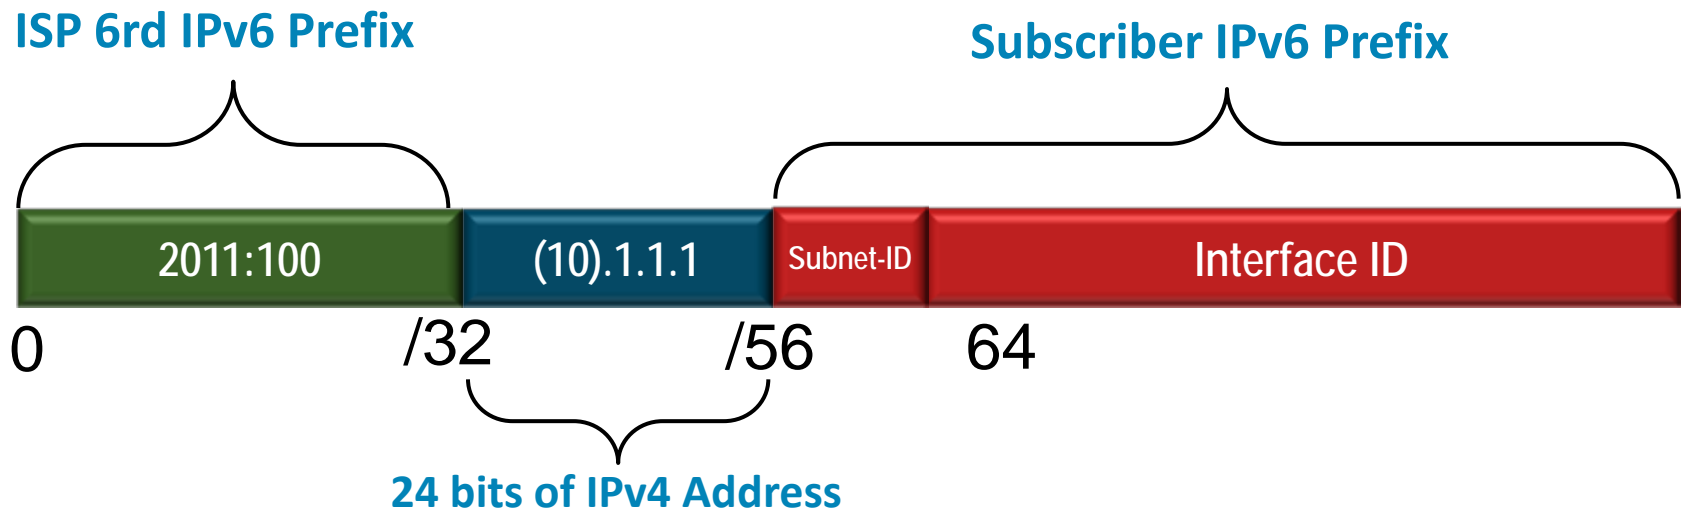 ISP 6rd IPv6 Prefix
Subscriber IPv6 Prefix
2011:100
(10).1.1.1
Subnet-ID
Interface ID
0
/32
/56
64
24 bits of IPv4 Address